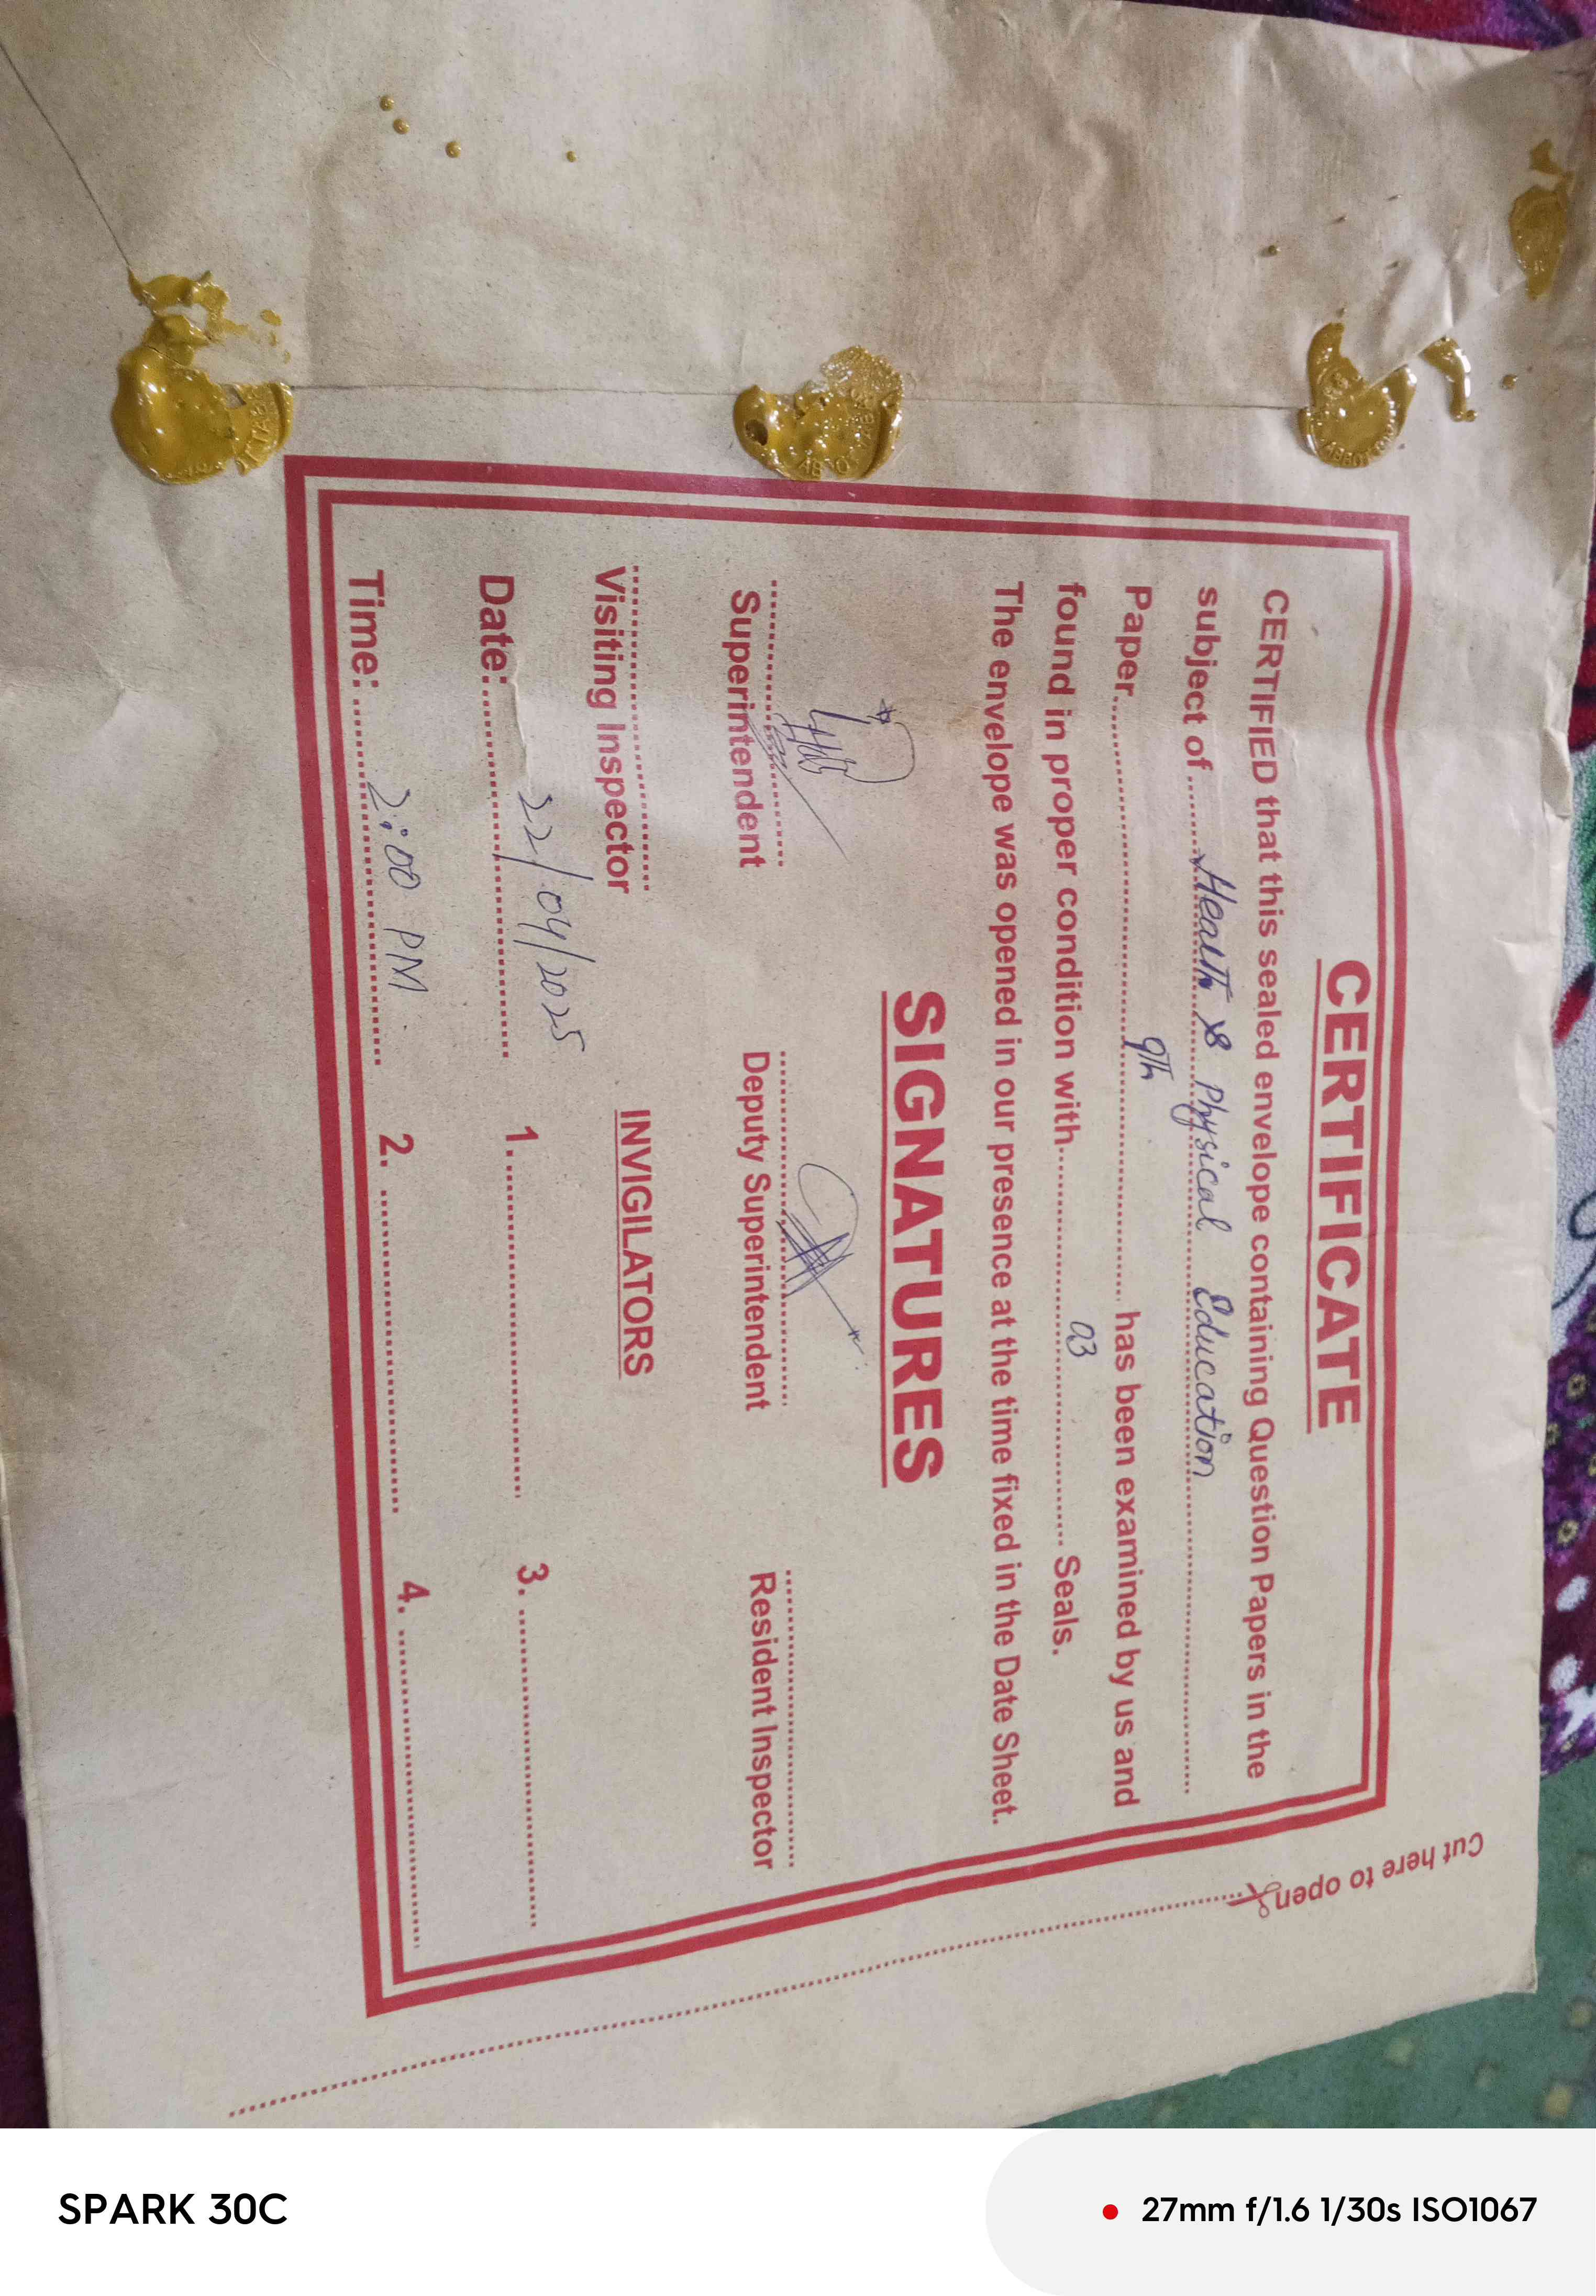 CERTIFICATE
CERTIFIED that this sealed envelope containing Question Papers in the
subject of........Health & Physical Education........
Paper........9Th........has been examined by us and
found in proper condition with........03........Seals.
The envelope was opened in our presence at the time fixed in the Date Sheet.
SIGNATURES
Superintendent Deputy Superintendent Resident Inspector
Visiting Inspector INVIGILATORS
Date:........22/04/2025 1......... 3. ........
Time:........2:00 PM 2. ........ 4. ........
Cut here to open
SPARK 30C 27mm f/1.6 1/30s ISO1067